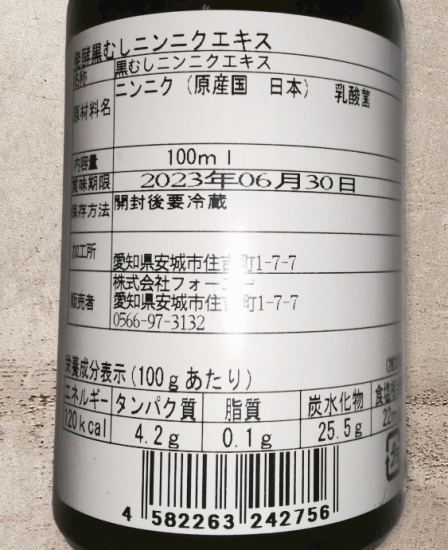 発酵黒むしニンニクエキス
名称 黒むしニンニクエキス
原材料名 ニンニク（原産国　日本）　乳酸菌
内容量 100ml
賞味期限 2023年06月30日
保存方法 開封後要冷蔵
加工所 愛知県安城市住吉町1-7-7
株式会社フォー
販売者 愛知県安城市住吉町1-7-7
0566-97-3132
栄養成分表示（100gあたり）
エネルギー タンパク質 脂質 炭水化物 食塩
120kcal 4.2g 0.1g 25.5g 22m
4 582263 242756